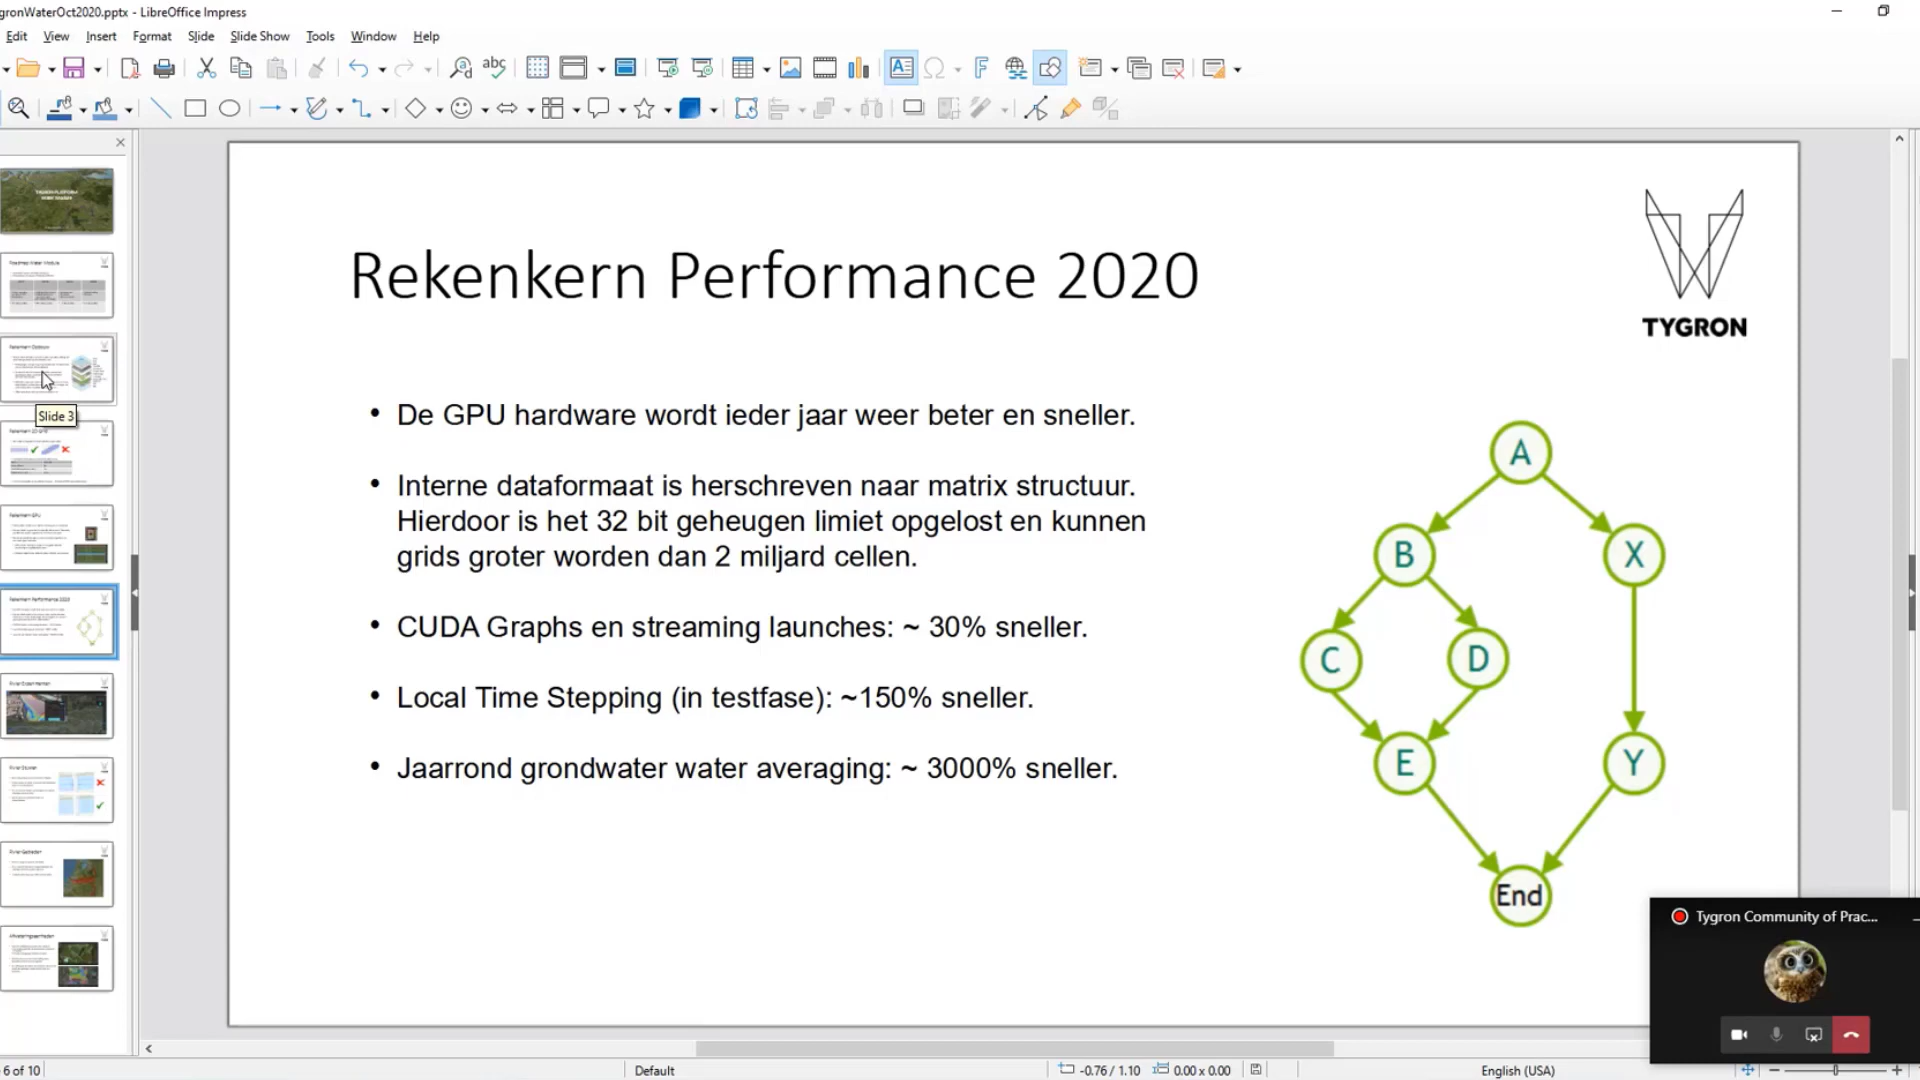 gronWaterOct2020.pptx - LibreOffice Impress
Edit View Insert Format Slide Slide Show Tools Window Help
Slide 3
Rekenkern Performance 2020
TYGRON
• De GPU hardware wordt ieder jaar weer beter en sneller.
• Interne dataformaat is herschreven naar matrix structuur.
Hierdoor is het 32 bit geheugen limiet opgelost en kunnen
grids groter worden dan 2 miljard cellen.
• CUDA Graphs en streaming launches: ~ 30% sneller.
• Local Time Stepping (in testfase): ~150% sneller.
• Jaarrond grondwater water averaging: ~ 3000% sneller.
A
B X
C D
E Y
End
Tygron Community of Prac...
6 of 10 Default -0.76 / 1.10 0.00 x 0.00 English (USA)